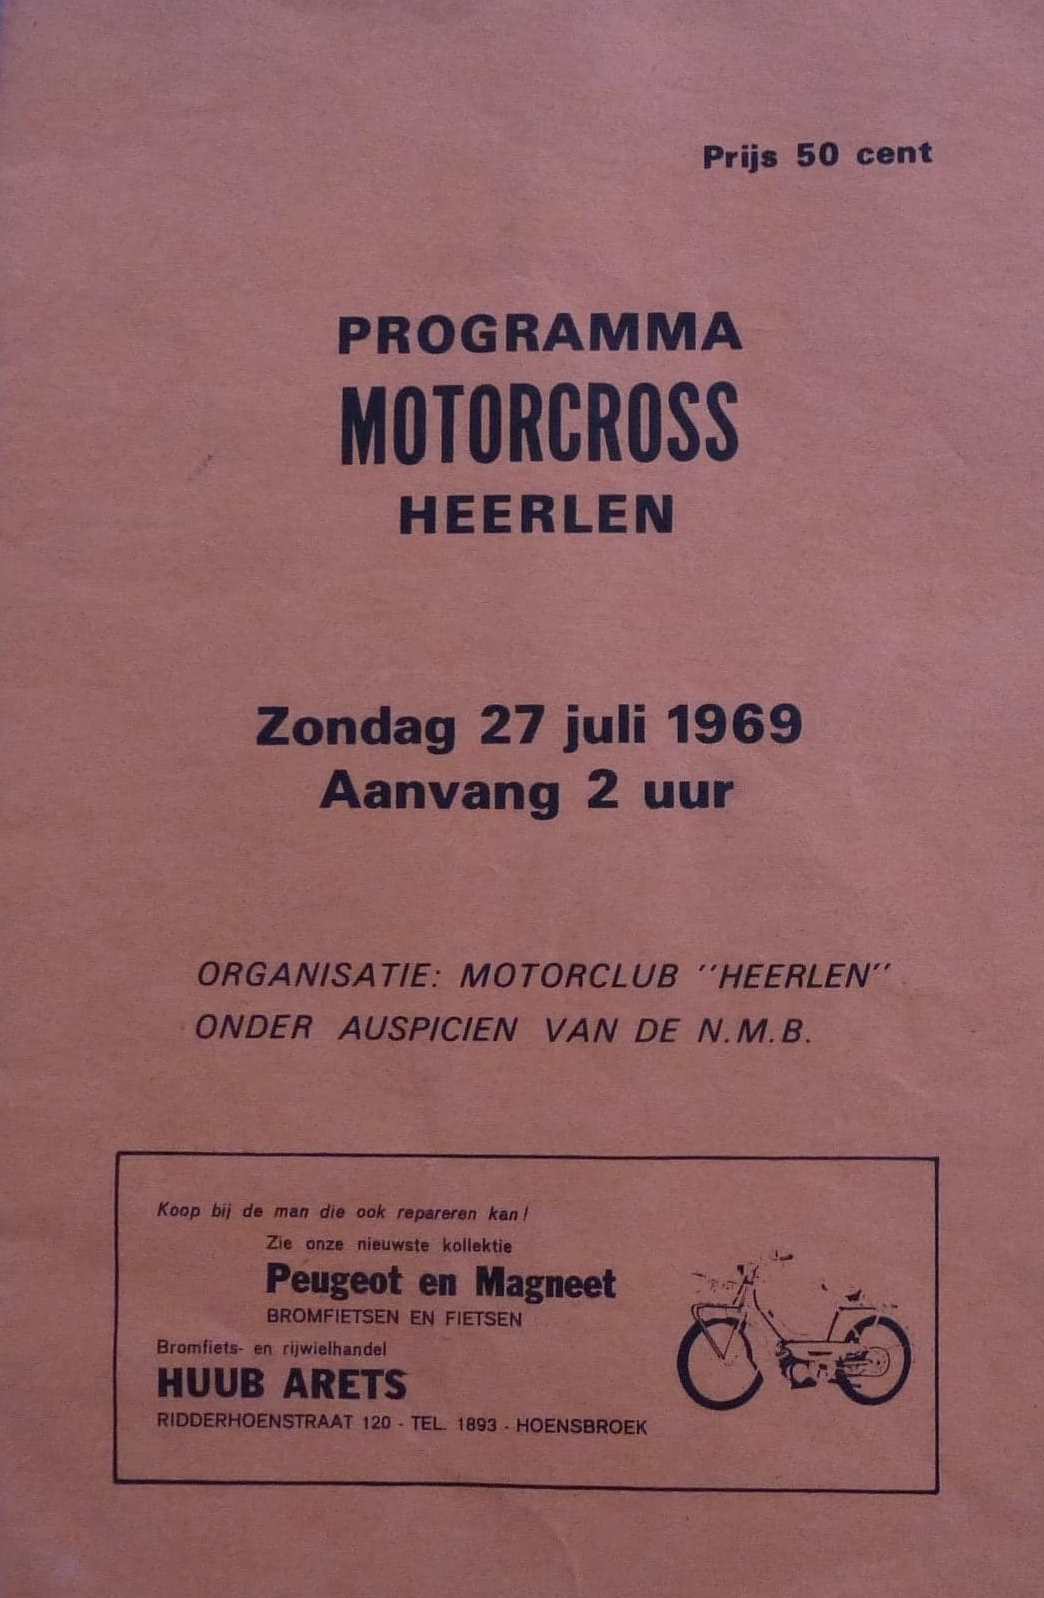 Prijs 50 cent
PROGRAMMA
MOTORCROSS
HEERLEN
Zondag 27 juli 1969
Aanvang 2 uur
ORGANISATIE: MOTORCLUB "HEERLEN"
ONDER AUSPICIEN VAN DE N.M.B.
Koop bij de man die ook repareren kan!
Zie onze nieuwste kollektie
Peugeot en Magneet
BROMFIETSEN EN FIETSEN
Bromfiets- en rijwielhandel
HUUB ARETS
RIDDERHOENSTRAAT 120 - TEL. 1893 - HOENSBROEK